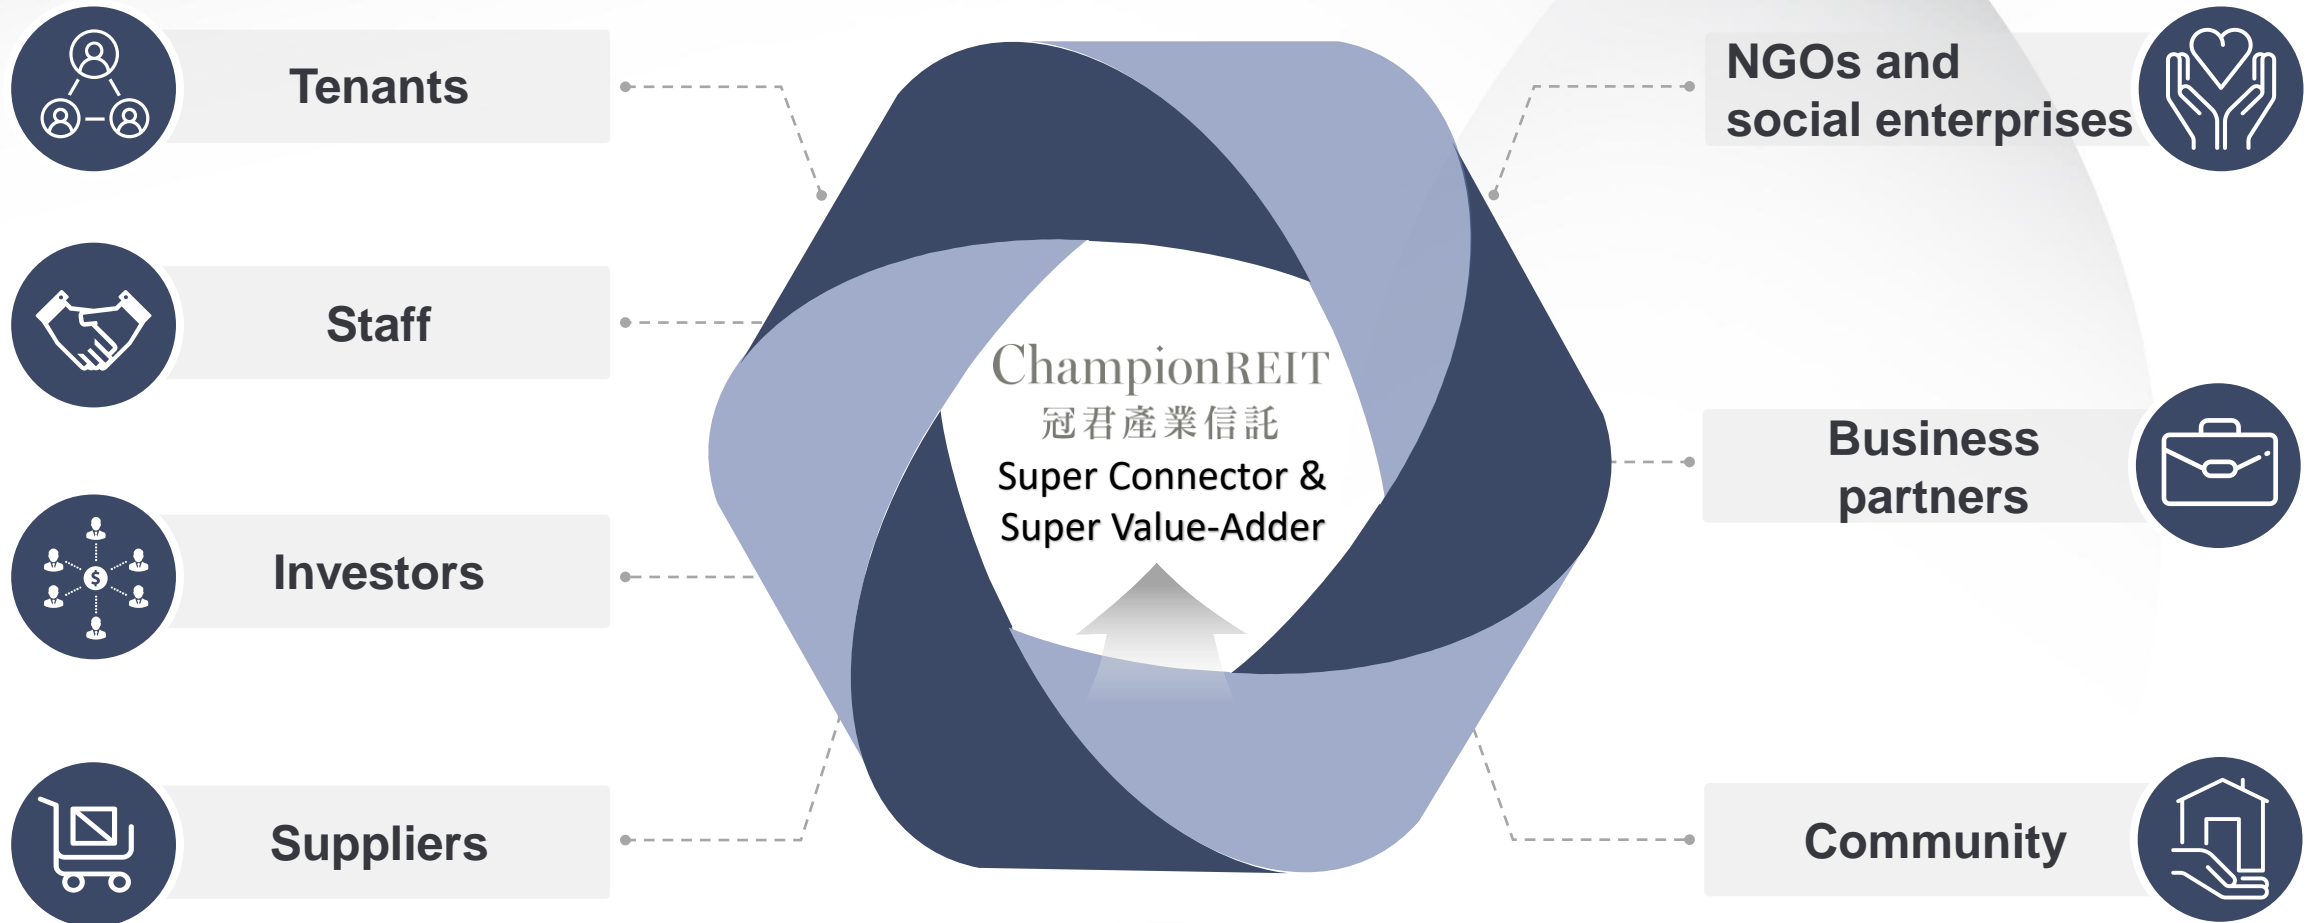 Tenants
Staff
Investors
Suppliers
ChampionREIT
冠君產業信託
Super Connector &
Super Value-Adder
NGOs and
social enterprises
Business
partners
Community
$